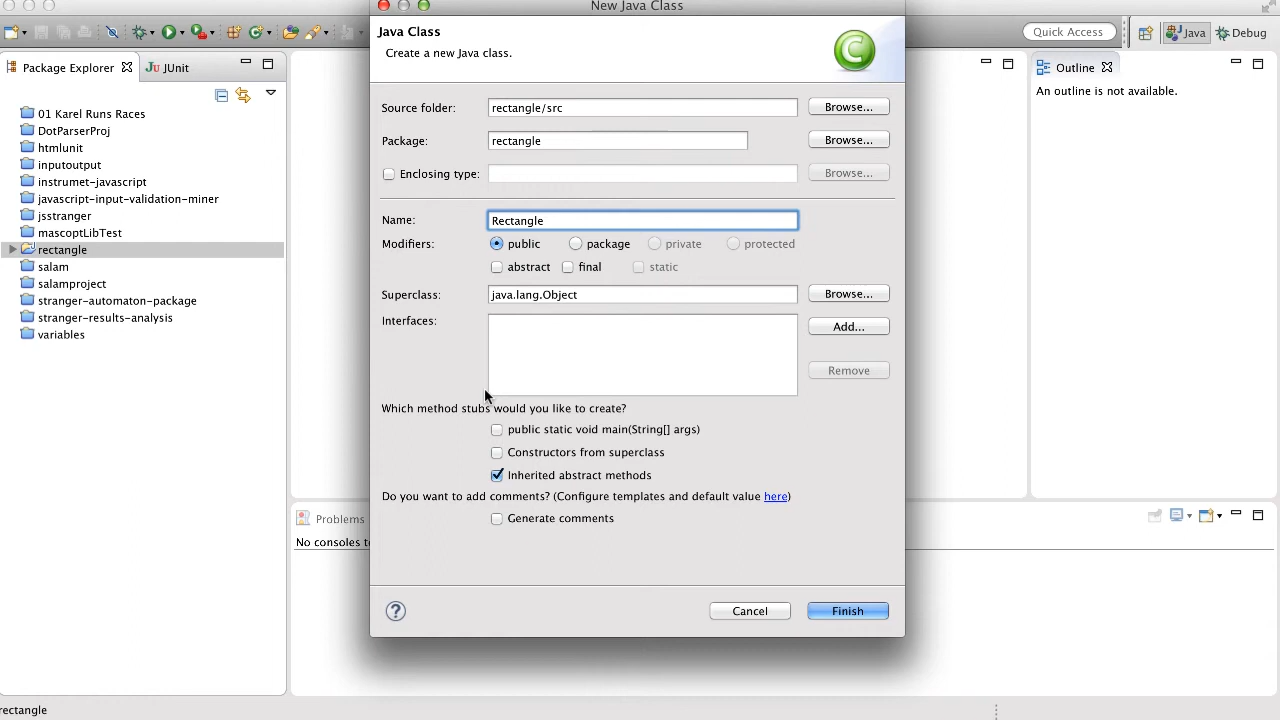 New Java Class
Java Class
Create a new Java class.
Quick Access
Java
Debug
Package Explorer
JUnit
Outline
An outline is not available.
01 Karel Runs Races
DotParserProj
htmlunit
inputoutput
instrumet-javascript
javascript-input-validation-miner
jsstranger
mascoptLibTest
rectangle
salam
salamproject
stranger-automaton-package
stranger-results-analysis
variables
Source folder: rectangle/src Browse...
Package: rectangle Browse...
Enclosing type: Browse...
Name: Rectangle
Modifiers: public package private protected
abstract final static
Superclass: java.lang.Object Browse...
Interfaces: Add...
Remove
Which method stubs would you like to create?
public static void main(String[] args)
Constructors from superclass
Inherited abstract methods
Do you want to add comments? (Configure templates and default value here)
Generate comments
Cancel Finish
Problems
No consoles t
rectangle